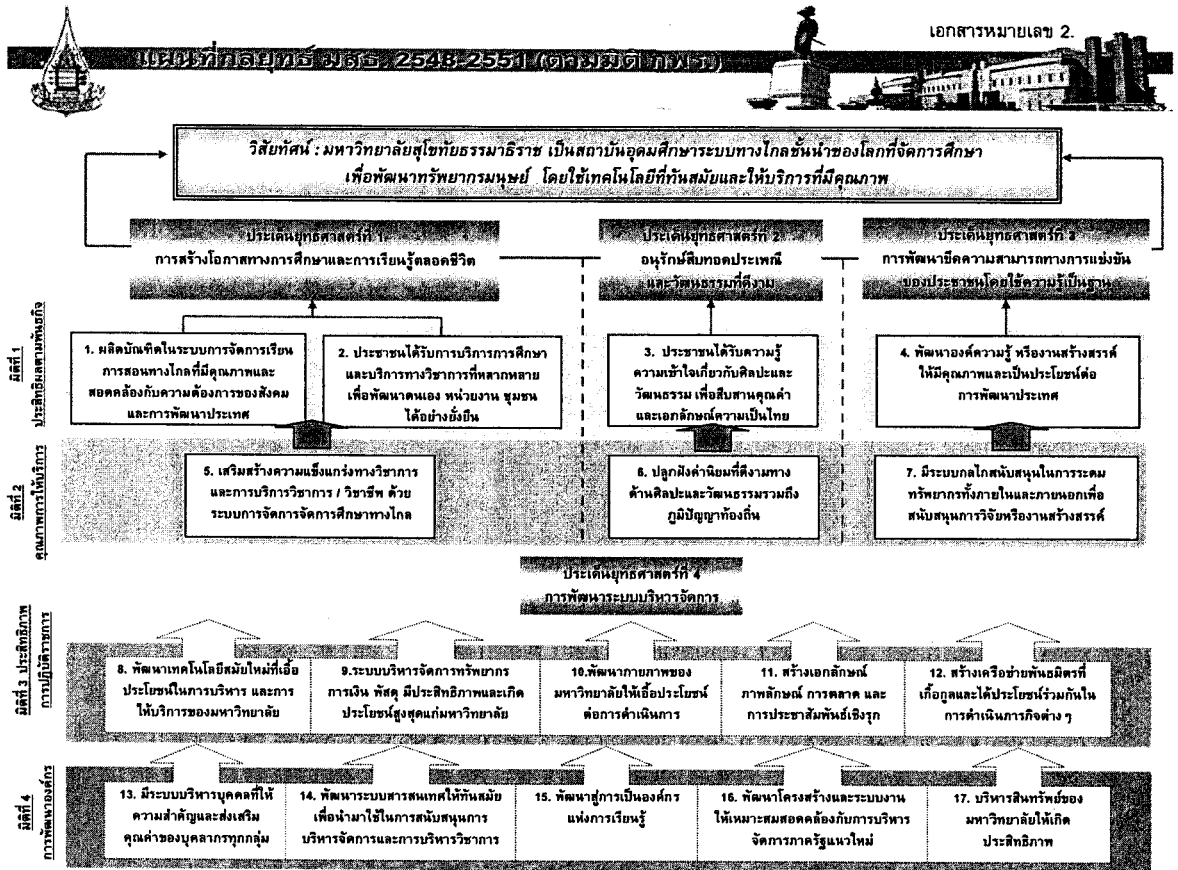 เอกสารหมายเลข 2.
แผนที่กลยุทธ์ มสธ. 2548-2551 (ตามมิติ ก.พ.ร.)
วิสัยทัศน์ : มหาวิทยาลัยสุโขทัยธรรมาธิราช เป็นสถาบันอุดมศึกษาระบบทางไกลชั้นนำของโลกที่จัดการศึกษา
เพื่อพัฒนาทรัพยากรมนุษย์ โดยใช้เทคโนโลยีที่ทันสมัยและให้บริการที่มีคุณภาพ
ประเด็นยุทธศาสตร์ที่ 1
การสร้างโอกาสทางการศึกษาและการเรียนรู้ตลอดชีวิต
ประเด็นยุทธศาสตร์ที่ 2
อนุรักษ์สืบทอดประเพณี
และวัฒนธรรมที่ดีงาม
ประเด็นยุทธศาสตร์ที่ 3
การพัฒนาขีดความสามารถทางการแข่งขัน
ของประชาชนโดยใช้ความรู้เป็นฐาน
มิติที่ 1
ประสิทธิผลตามพันธกิจ
1. ผลิตบัณฑิตในระบบการจัดการเรียน
การสอนทางไกลที่มีคุณภาพและ
สอดคล้องกับความต้องการของสังคม
และการพัฒนาประเทศ
2. ประชาชนได้รับการบริการการศึกษา
และบริการทางวิชาการที่หลากหลาย
เพื่อพัฒนาตนเอง หน่วยงาน ชุมชน
ได้อย่างยั่งยืน
3. ประชาชนได้รับความรู้
ความเข้าใจเกี่ยวกับศิลปะและ
วัฒนธรรม เพื่อสืบสานคุณค่า
และเอกลักษณ์ความเป็นไทย
4. พัฒนาองค์ความรู้ หรืองานสร้างสรรค์
ให้มีคุณภาพและเป็นประโยชน์ต่อ
การพัฒนาประเทศ
มิติที่ 2
คุณภาพการให้บริการ
5. เสริมสร้างความแข็งแกร่งทางวิชาการ
และการบริการวิชาการ / วิชาชีพ ด้วย
ระบบการจัดการจัดการศึกษาทางไกล
6. ปลูกฝังค่านิยมที่ดีงามทาง
ด้านศิลปะและวัฒนธรรมรวมถึง
ภูมิปัญญาท้องถิ่น
7. มีระบบกลไกสนับสนุนในการระดม
ทรัพยากรทั้งภายในและภายนอกเพื่อ
สนับสนุนการวิจัยหรืองานสร้างสรรค์
ประเด็นยุทธศาสตร์ที่ 4
การพัฒนาระบบบริหารจัดการ
มิติที่ 3 ประสิทธิภาพ
การปฏิบัติราชการ
8. พัฒนาเทคโนโลยีสมัยใหม่ที่เอื้อ
ประโยชน์ในการบริหาร และการ
ให้บริการของมหาวิทยาลัย
9.ระบบบริหารจัดการทรัพยากร
การเงิน พัสดุ มีประสิทธิภาพและเกิด
ประโยชน์สูงสุดแก่มหาวิทยาลัย
10.พัฒนากายภาพของ
มหาวิทยาลัยให้เอื้อประโยชน์
ต่อการดำเนินการ
11. สร้างเอกลักษณ์
ภาพลักษณ์ การตลาด และ
การประชาสัมพันธ์เชิงรุก
12. สร้างเครือข่ายพันธมิตรที่
เกื้อกูลและได้ประโยชน์ร่วมกันใน
การดำเนินภารกิจต่าง ๆ
มิติที่ 4
การพัฒนาองค์กร
13. มีระบบบริหารบุคคลที่ให้
ความสำคัญและส่งเสริม
คุณค่าของบุคลากรทุกกลุ่ม
14. พัฒนาระบบสารสนเทศให้ทันสมัย
เพื่อนำมาใช้ในการสนับสนุนการ
บริหารจัดการและการบริหารวิชาการ
15. พัฒนาสู่การเป็นองค์กร
แห่งการเรียนรู้
16. พัฒนาโครงสร้างและระบบงาน
ให้เหมาะสมสอดคล้องกับการบริหาร
จัดการภาครัฐแนวใหม่
17. บริหารสินทรัพย์ของ
มหาวิทยาลัยให้เกิด
ประสิทธิภาพ